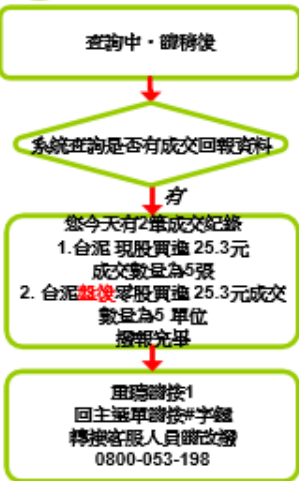 查詢中，請稍後
系統查詢是否有成交回報資料
有
您今天有2筆成交紀錄
1.台泥 現股買進 25.3元
成交數量為5張
2. 台泥盤後零股買進 25.3元成交
數量為5 單位
撥報完畢
重聽請按1
回主選單請按#字鍵
轉接客服人員請改撥
0800-053-198